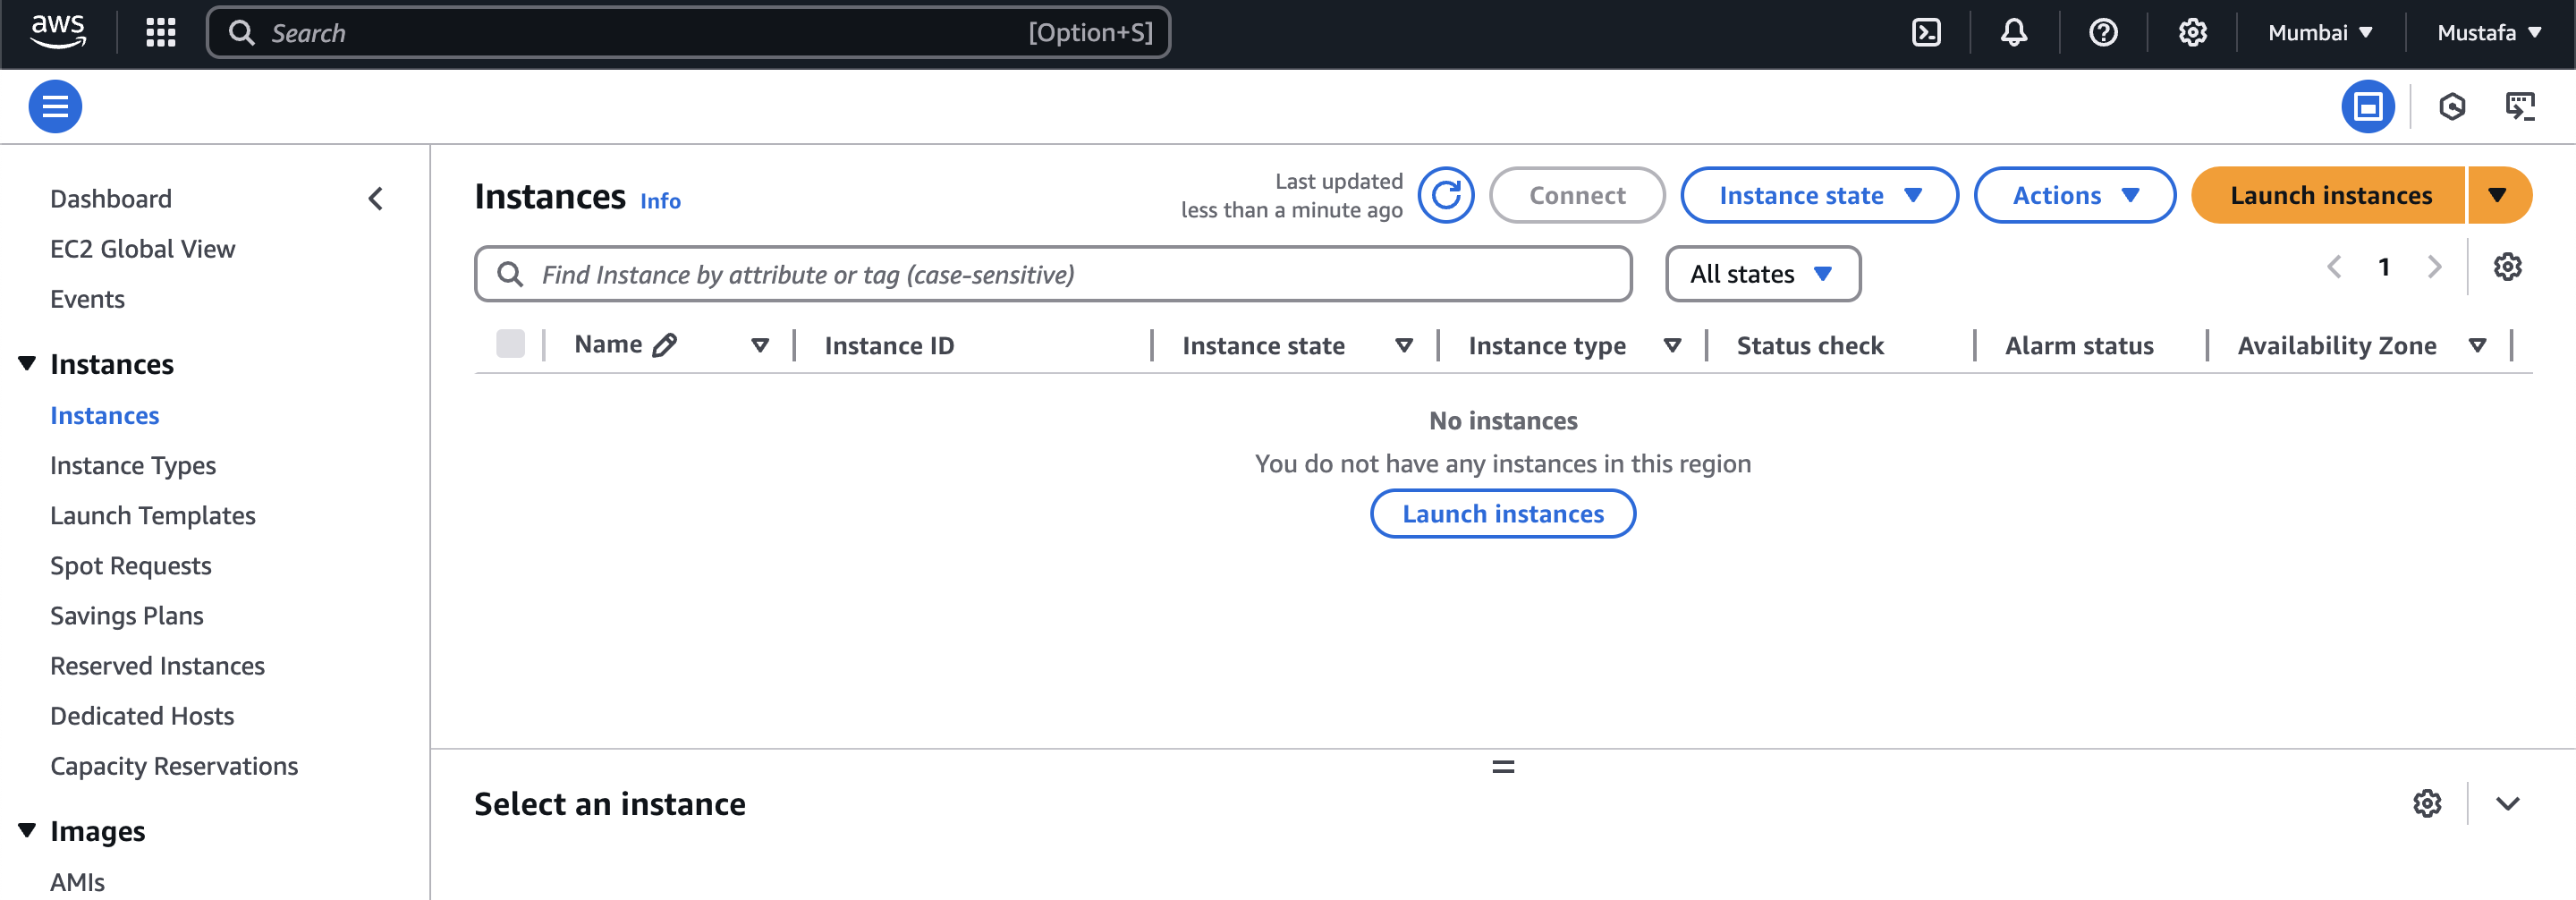 aws
Search [Option+S]
Mumbai
Mustafa
Dashboard
EC2 Global View
Events
Instances
Instances
Instance Types
Launch Templates
Spot Requests
Savings Plans
Reserved Instances
Dedicated Hosts
Capacity Reservations
Images
AMIs
Instances Info
Last updated
less than a minute ago
Connect
Instance state
Actions
Launch instances
Find Instance by attribute or tag (case-sensitive)
All states
1
Name Instance ID Instance state Instance type Status check Alarm status Availability Zone
No instances
You do not have any instances in this region
Launch instances
Select an instance